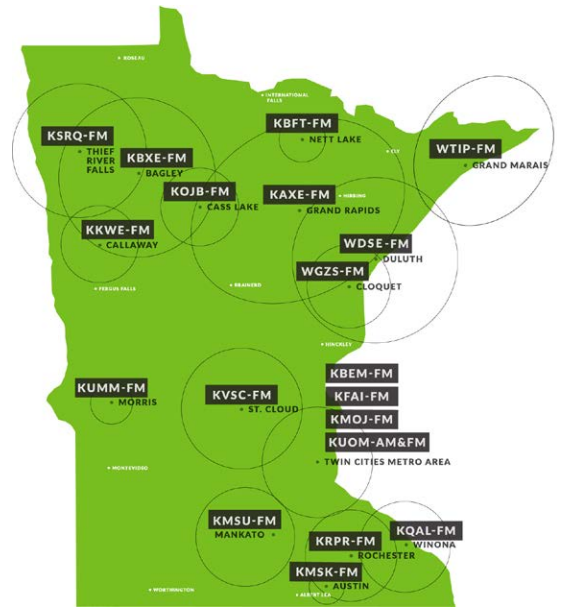 ROSEAU
INTERNATIONAL
FALLS
KSRQ-FM
THIEF
RIVER
FALLS
KBXE-FM
BAGLEY
KBFT-FM
NETT LAKE
ELY
WTIP-FM
GRAND MARAIS
KOJB-FM
CASS LAKE
KAXE-FM
GRAND RAPIDS
HIBBING
KKWE-FM
CALLAWAY
WDSE-FM
DULUTH
WGZS-FM
CLOQUET
FERGUS FALLS
BRAINERD
HINCKLEY
KUMM-FM
MORRIS
KVSC-FM
ST. CLOUD
KBEM-FM
KFAI-FM
KMOJ-FM
KUOM-AM&FM
TWIN CITIES METRO AREA
MONTEVIDEO
KMSU-FM
MANKATO
KRPR-FM
ROCHESTER
KQAL-FM
WINONA
KMSK-FM
AUSTIN
ALBERT LEA
WORTHINGTON